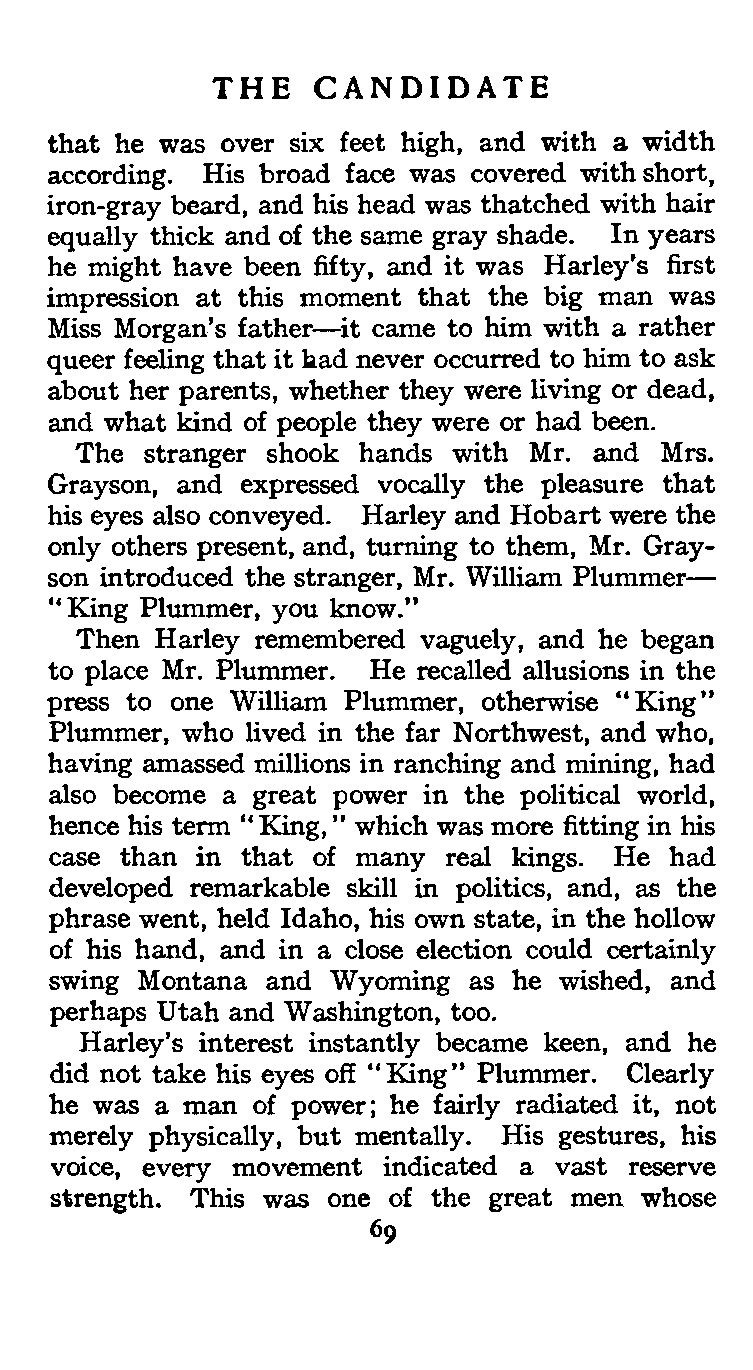 THE CANDIDATE
that he was over six feet high, and with a width
according. His broad face was covered with short,
iron-gray beard, and his head was thatched with hair
equally thick and of the same gray shade. In years
he might have been fifty, and it was Harley's first
impression at this moment that the big man was
Miss Morgan's father—it came to him with a rather
queer feeling that it had never occurred to him to ask
about her parents, whether they were living or dead,
and what kind of people they were or had been.
The stranger shook hands with Mr. and Mrs.
Grayson, and expressed vocally the pleasure that
his eyes also conveyed. Harley and Hobart were the
only others present, and, turning to them, Mr. Gray-
son introduced the stranger, Mr. William Plummer—
"King Plummer, you know."
Then Harley remembered vaguely, and he began
to place Mr. Plummer. He recalled allusions in the
press to one William Plummer, otherwise "King"
Plummer, who lived in the far Northwest, and who,
having amassed millions in ranching and mining, had
also become a great power in the political world,
hence his term "King," which was more fitting in his
case than in that of many real kings. He had
developed remarkable skill in politics, and, as the
phrase went, held Idaho, his own state, in the hollow
of his hand, and in a close election could certainly
swing Montana and Wyoming as he wished, and
perhaps Utah and Washington, too.
Harley's interest instantly became keen, and he
did not take his eyes off "King" Plummer. Clearly
he was a man of power; he fairly radiated it, not
merely physically, but mentally. His gestures, his
voice, every movement indicated a vast reserve
strength. This was one of the great men whose
69